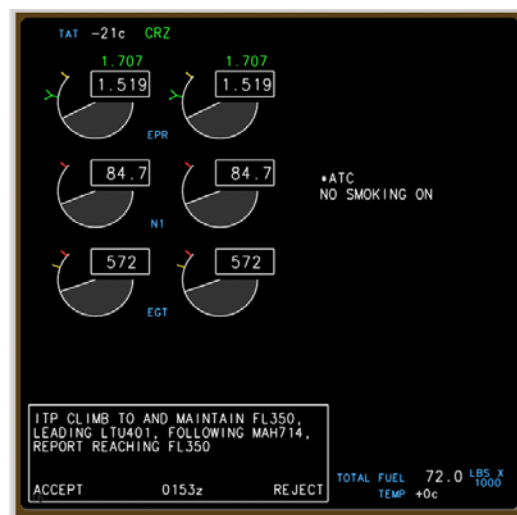 TAT -21c CRZ
1.707 1.707
1.519 1.519
EPR
84.7 84.7
N1
•ATC
NO SMOKING ON
572 572
EGT
ITP CLIMB TO AND MAINTAIN FL350,
LEADING LTU401, FOLLOWING MAH714,
REPORT REACHING FL350
ACCEPT 0153z REJECT
TOTAL FUEL 72.0 LBS X
1000
TEMP +0c